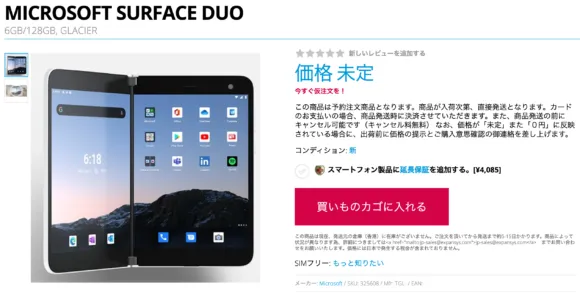 MICROSOFT SURFACE DUO
6GB/128GB, GLACIER
新しいレビューを追加する
価格 未定
今すぐ仮注文を！
この商品は予約注文商品となります。商品が入荷次第、直接発送となります。カード
のお支払いの場合、商品発送時に決済させていただきます。また、商品発送の前に
キャンセル可能です（キャンセル料無料） なお、価格が「未定」また「０円」に反映
されている場合に、出荷前に価格の提示とご購入意思確認の御連絡を差し上げます。
コンディション: 新
スマートフォン製品に延長保証を追加する。[¥4,085]
6:18
買いものカゴに入れる
SIMフリー: もっと知りたい
メーカー: Microsoft / SKU: 325608 / MP: TGL- / EAN: